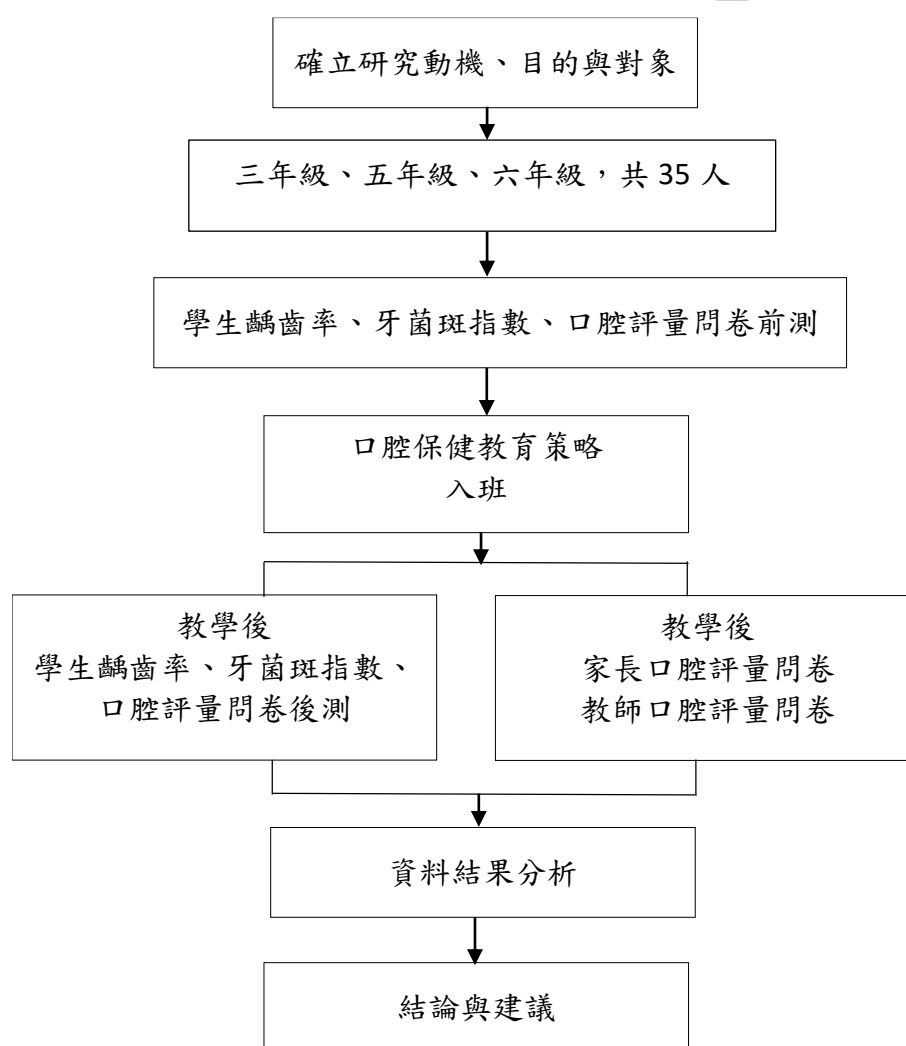 確立研究動機、目的與對象
三年級、五年級、六年級，共 35 人
學生齲齒率、牙菌斑指數、口腔評量問卷前測
口腔保健教育策略
入班
教學後
學生齲齒率、牙菌斑指數、
口腔評量問卷後測
教學後
家長口腔評量問卷
教師口腔評量問卷
資料結果分析
結論與建議